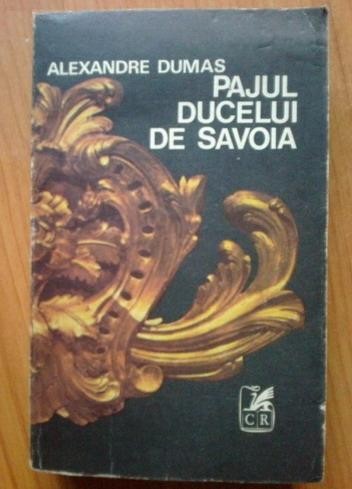 ALEXANDRE DUMAS
PAJUL
DUCELUI
DE SAVOIA
CR